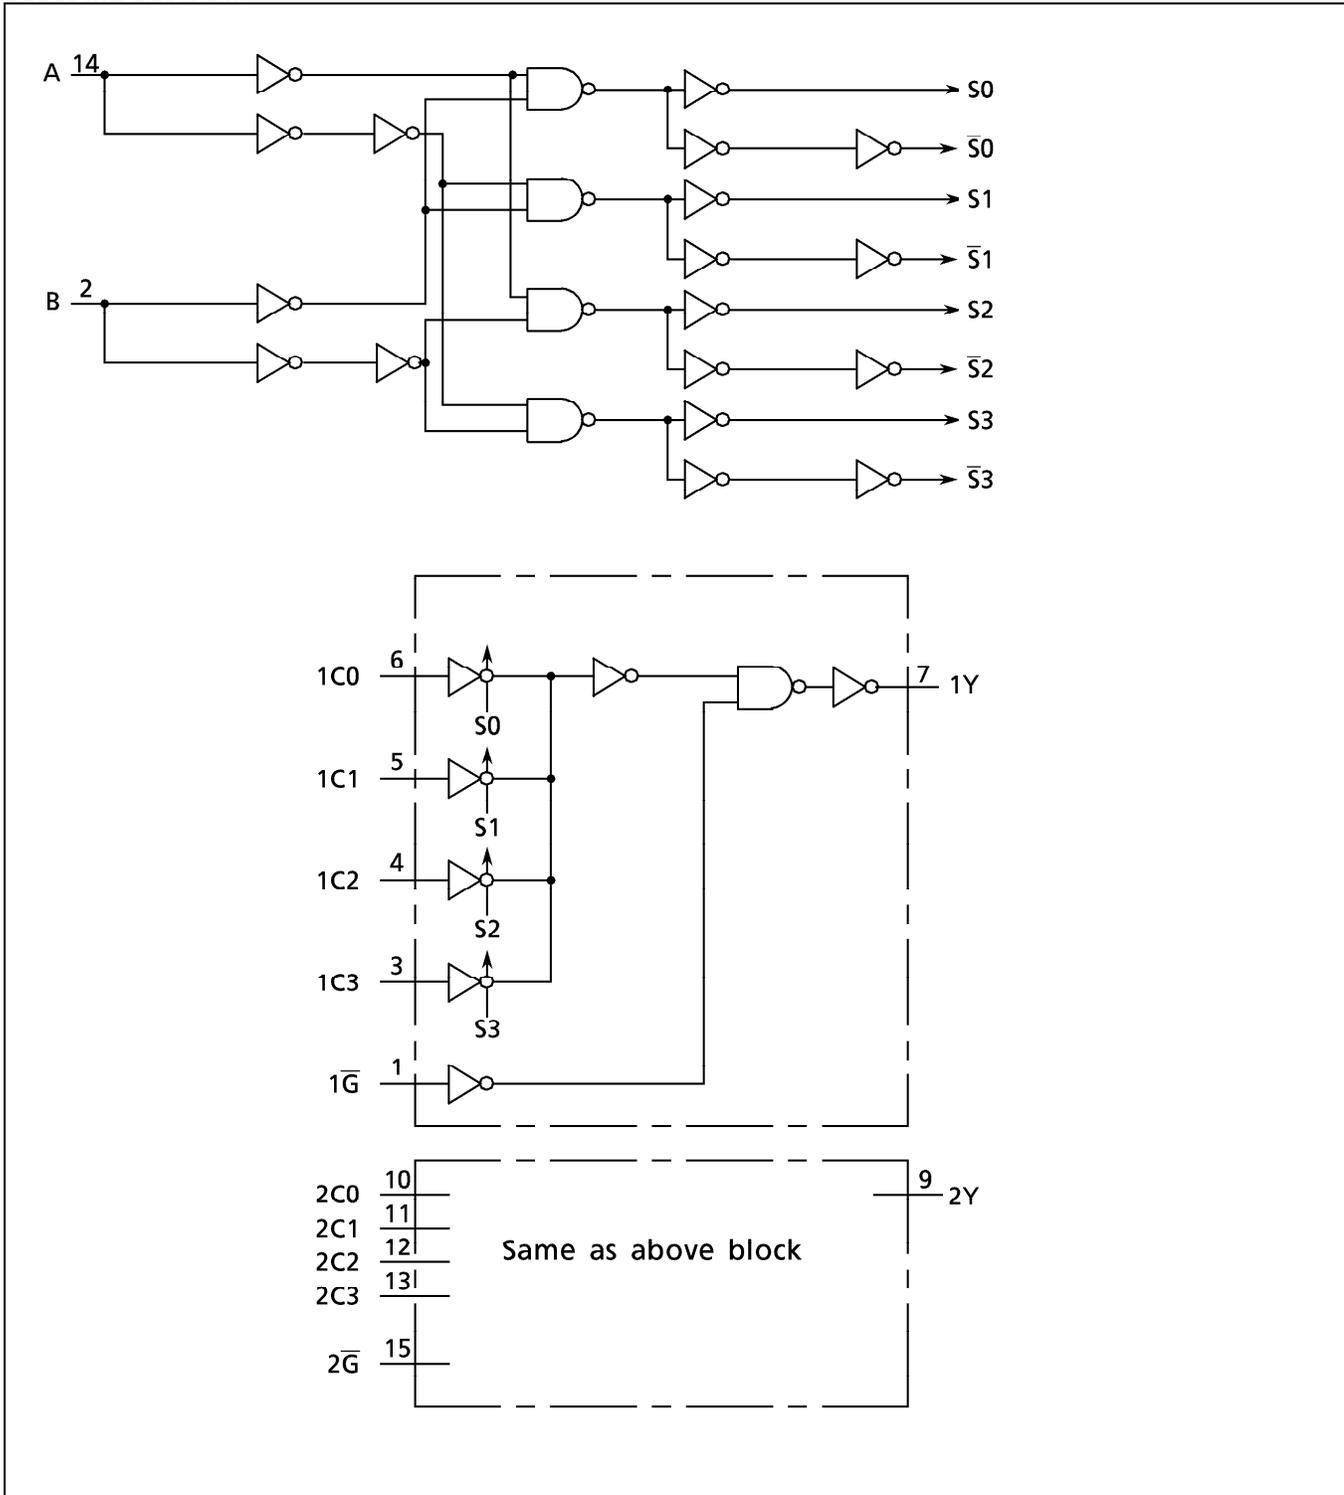 A 14
S0
S̅0
S1
S̅1
B 2
S2
S̅2
S3
S̅3
1C0 6
7 1Y
S0
1C1 5
S1
1C2 4
S2
1C3 3
S3
1G̅ 1
2C0 10
9 2Y
2C1 11
Same as above block
2C2 12
2C3 13
2G̅ 15